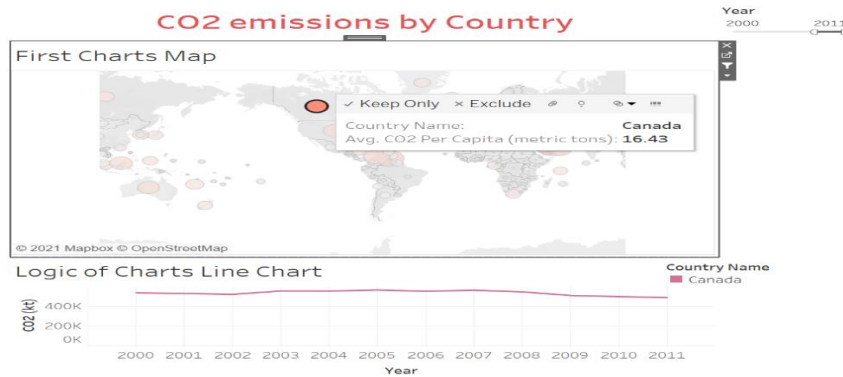 CO2 emissions by Country
Year
2000 2011
First Charts Map
✓ Keep Only × Exclude
Country Name: Canada
Avg. CO2 Per Capita (metric tons): 16.43
© 2021 Mapbox © OpenStreetMap
Logic of Charts Line Chart
Country Name
Canada
CO2 (kt)
400K
200K
0K
2000 2001 2002 2003 2004 2005 2006 2007 2008 2009 2010 2011
Year